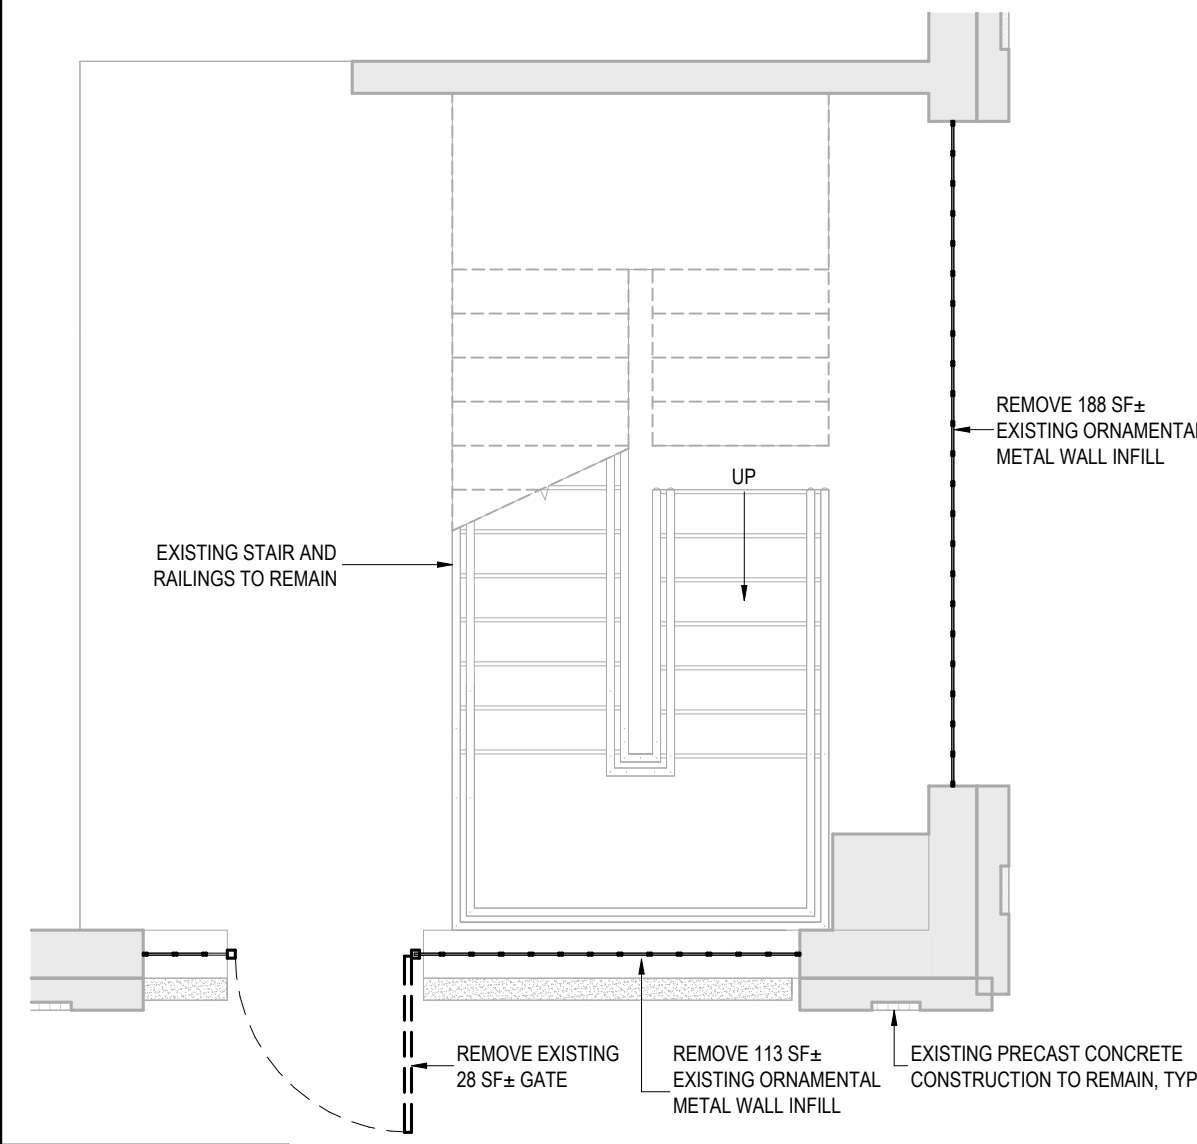 REMOVE 188 SF±
EXISTING ORNAMENTAL
METAL WALL INFILL
UP
EXISTING STAIR AND
RAILINGS TO REMAIN
REMOVE EXISTING
28 SF± GATE
REMOVE 113 SF±
EXISTING ORNAMENTAL
METAL WALL INFILL
EXISTING PRECAST CONCRETE
CONSTRUCTION TO REMAIN, TYP